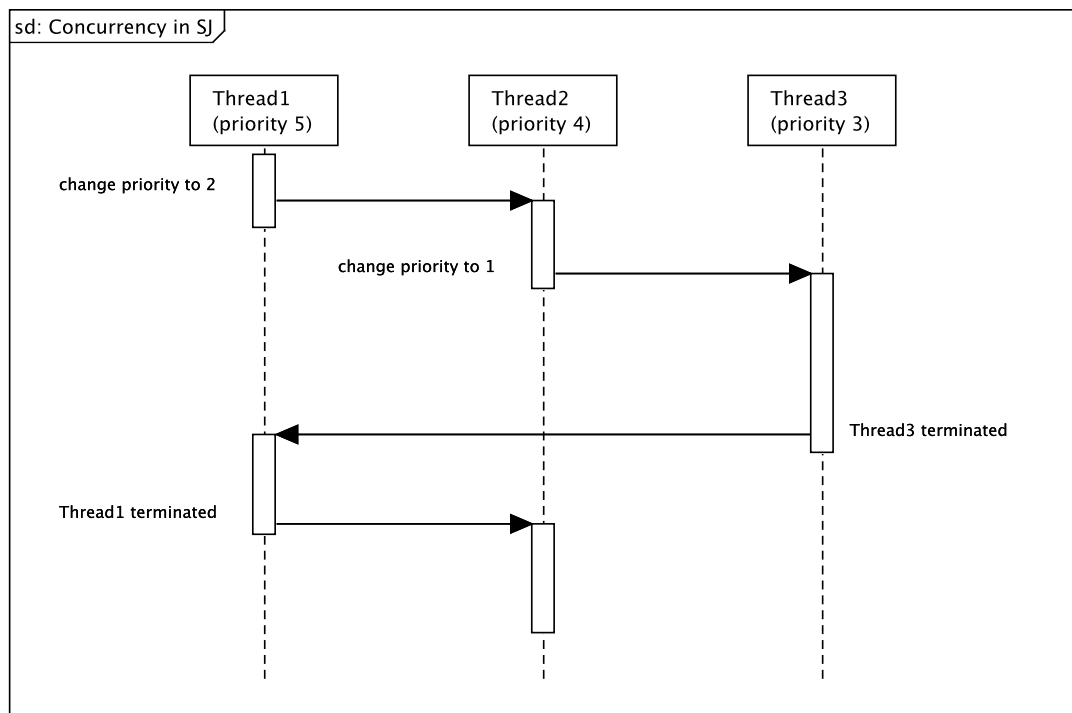 sd: Concurrency in SJ
Thread1
(priority 5)
Thread2
(priority 4)
Thread3
(priority 3)
change priority to 2
change priority to 1
Thread3 terminated
Thread1 terminated